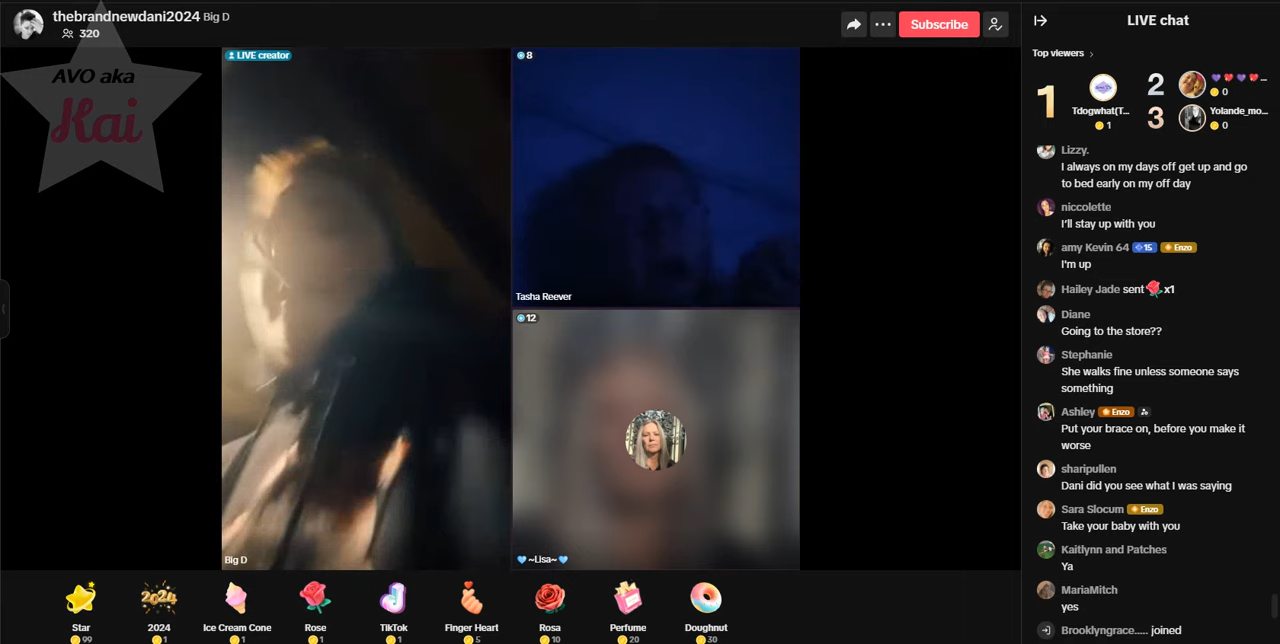 thebrandnewdani2024 Big D
320
Subscribe
AVO aka
Kai
LIVE creator
8
Tasha Reever
12
Big D
~Lisa~
Star
99
2024
2024
1
Ice Cream Cone
1
Rose
1
TikTok
1
Finger Heart
5
Rosa
10
Perfume
20
Doughnut
30
LIVE chat
Top viewers
1
Tdogwhat(T...
1
2
...
0
3
Yolande_mo...
0
Lizzy.
I always on my days off get up and go
to bed early on my off day
niccolette
I'll stay up with you
amy Kevin 64 15 Enzo
I'm up
Hailey Jade sent x1
Diane
Going to the store??
Stephanie
She walks fine unless someone says
something
Ashley Enzo
Put your brace on, before you make it
worse
sharipullen
Dani did you see what I was saying
Sara Slocum Enzo
Take your baby with you
Kaitlynn and Patches
Ya
MariaMitch
yes
Brooklyngrace..... joined